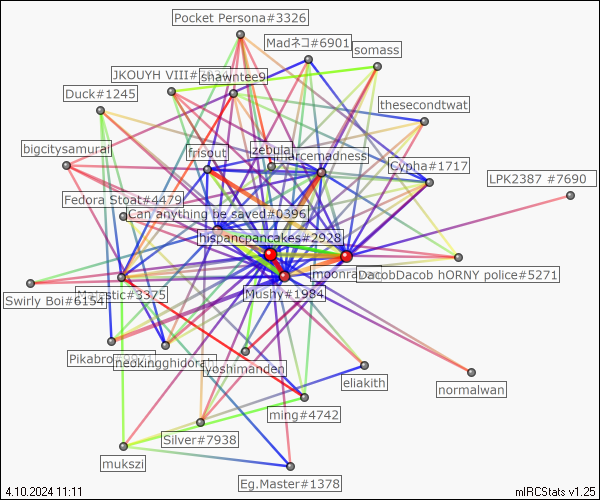 Pocket Persona#3326
Madネコ#6901
somass
JKOUYH VIII#
shawntee9
Duck#1245
thesecondtwat
bigcitysamurai
frisout
zebula
marcemadness
Cypha#1717
LPK2387 #7690
Fedora Stoat#4479
Can anything be saved#0396
hispancpancakes#2928
moonra
DacobDacob hORNY police#5271
Mushy#1984
#3375
Swirly Boi#6154
Pikabro
neokingghidora
yoshimanden
eliakith
normalwan
ming#4742
Silver#7938
mukszi
Eg.Master#1378
4.10.2024 11:11
mIRCStats v1.25